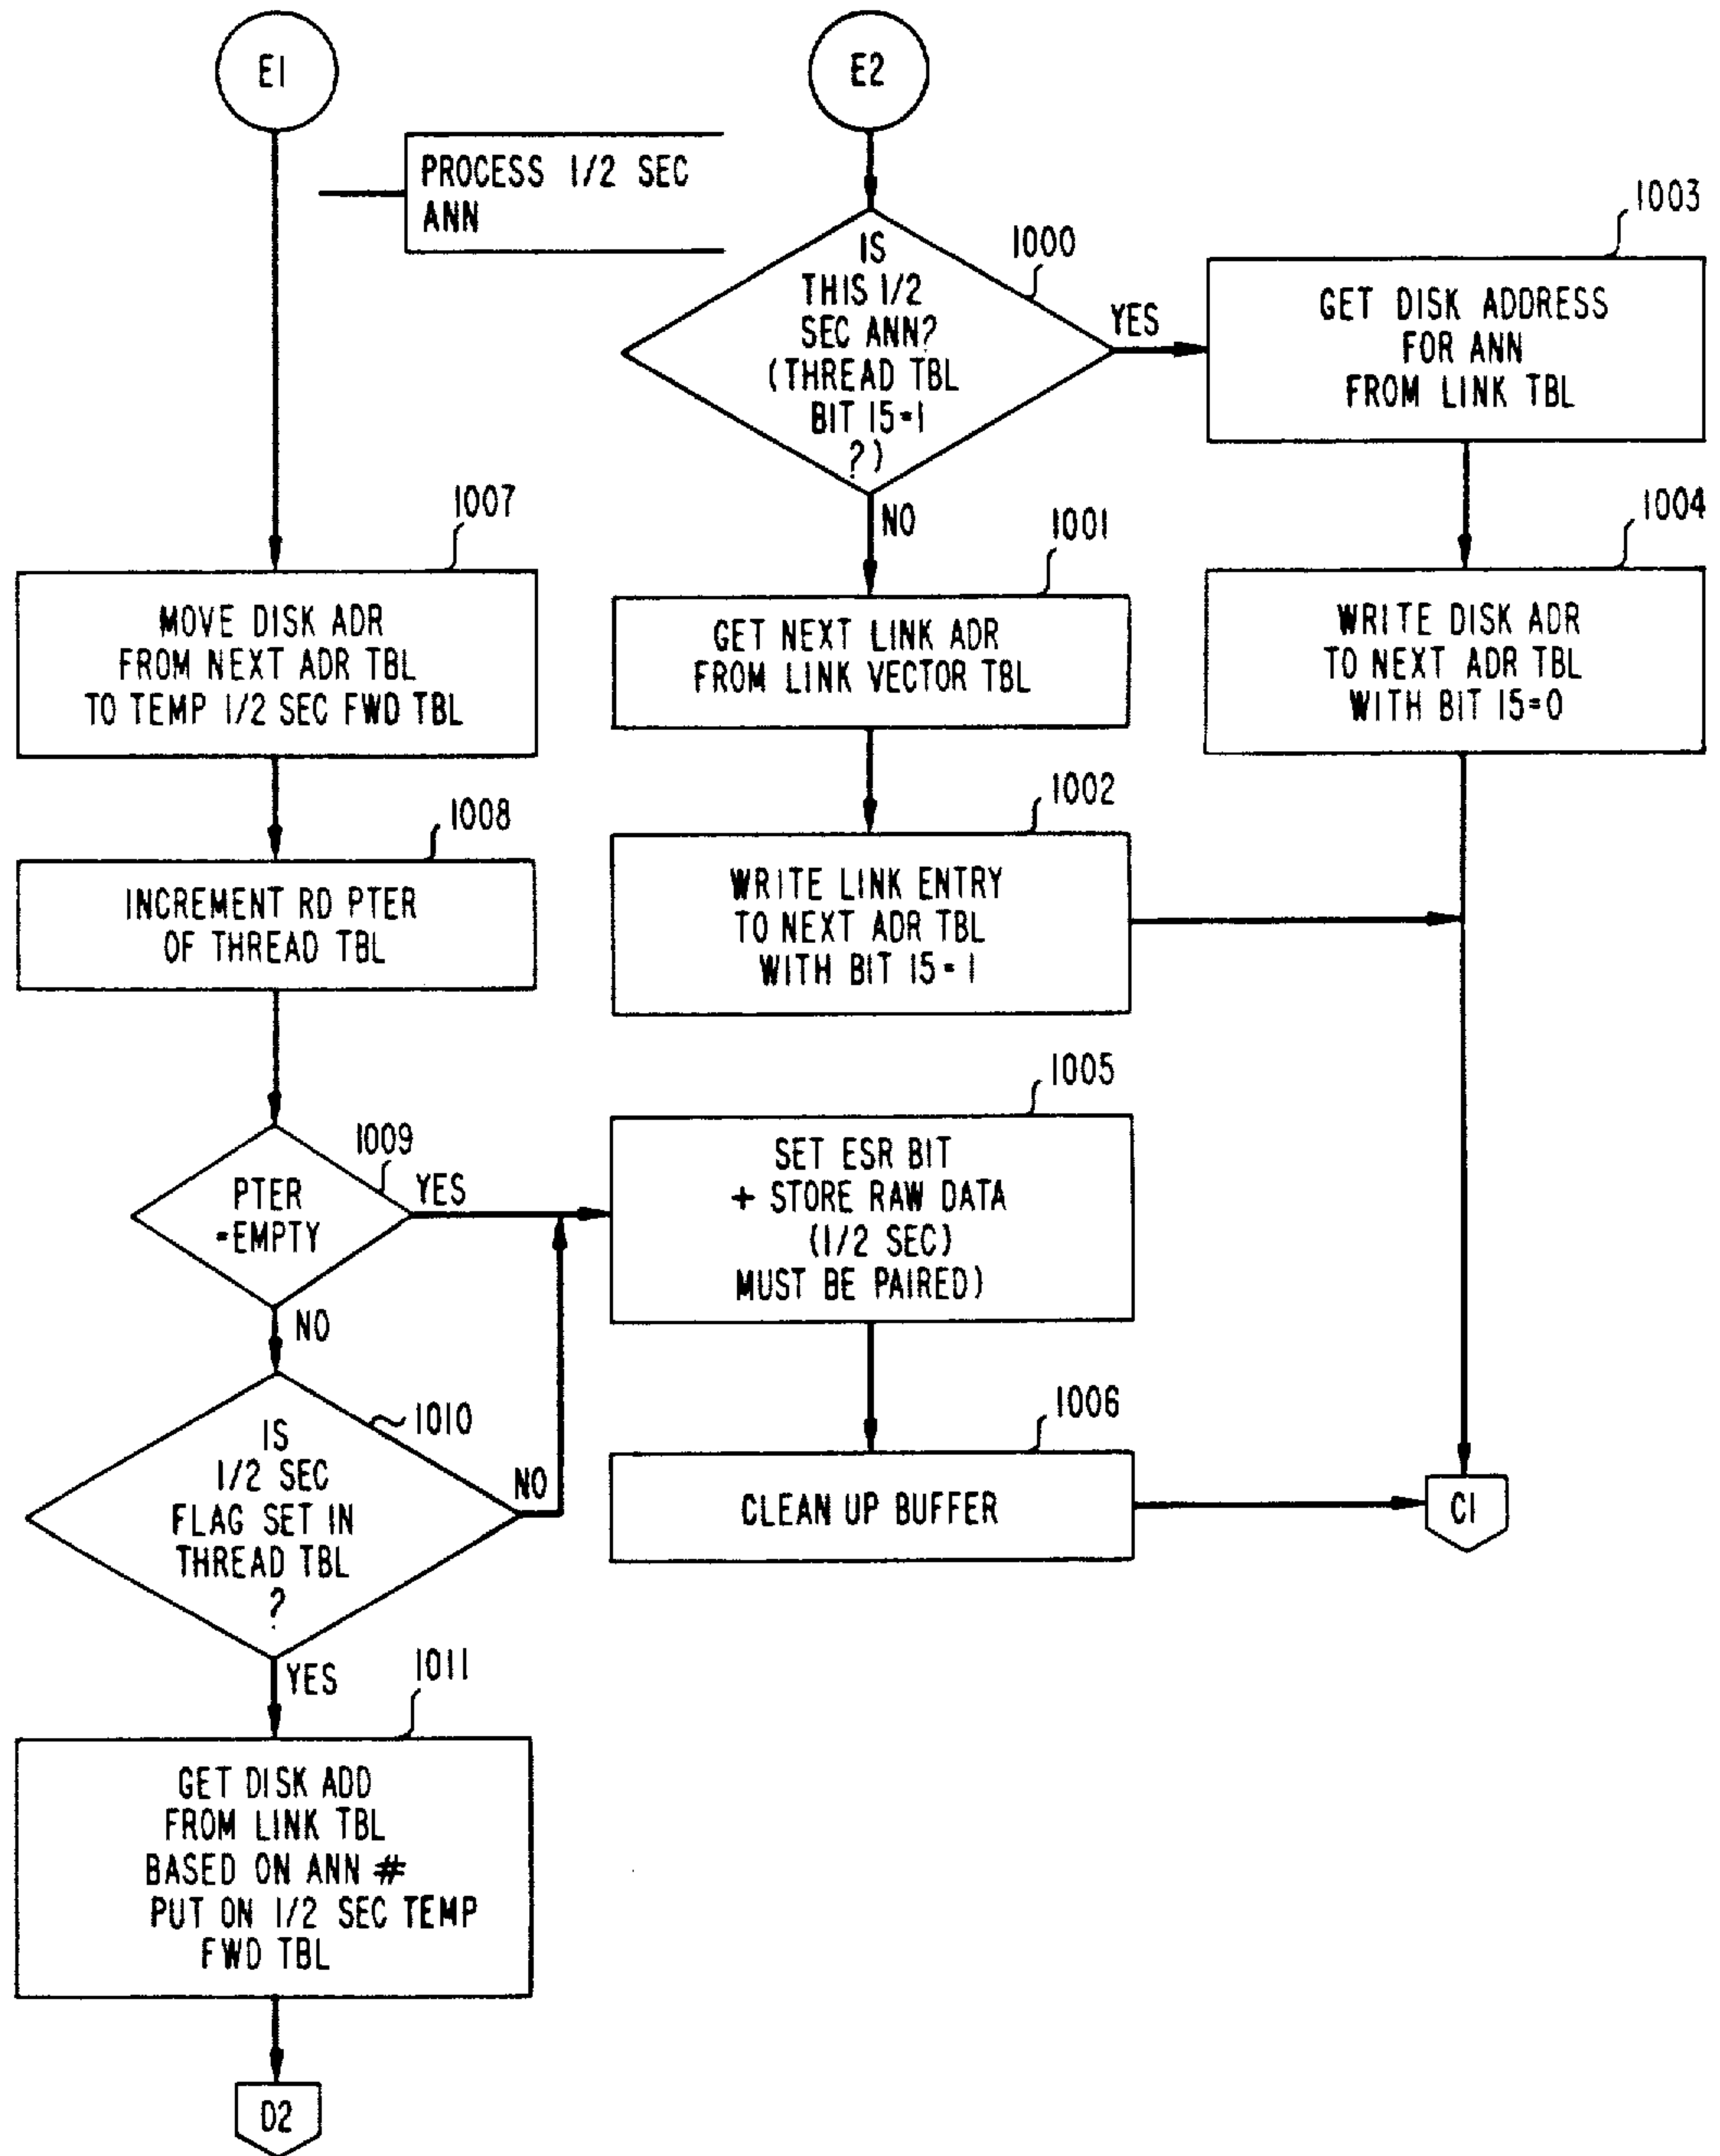 E1
E2
PROCESS 1/2 SEC
ANN
1000
IS
THIS 1/2
SEC ANN?
(THREAD TBL
BIT 15=1
?)
YES
NO
1003
GET DISK ADDRESS
FOR ANN
FROM LINK TBL
1007
MOVE DISK ADR
FROM NEXT ADR TBL
TO TEMP 1/2 SEC FWD TBL
1001
GET NEXT LINK ADR
FROM LINK VECTOR TBL
1004
WRITE DISK ADR
TO NEXT ADR TBL
WITH BIT 15=0
1008
INCREMENT RD PTER
OF THREAD TBL
1002
WRITE LINK ENTRY
TO NEXT ADR TBL
WITH BIT 15=1
1009
PTER
=EMPTY
YES
NO
1005
SET ESR BIT
+ STORE RAW DATA
(1/2 SEC)
MUST BE PAIRED)
1010
IS
1/2 SEC
FLAG SET IN
THREAD TBL
?
NO
YES
1006
CLEAN UP BUFFER
C1
1011
GET DISK ADD
FROM LINK TBL
BASED ON ANN #
PUT ON 1/2 SEC TEMP
FWD TBL
D2